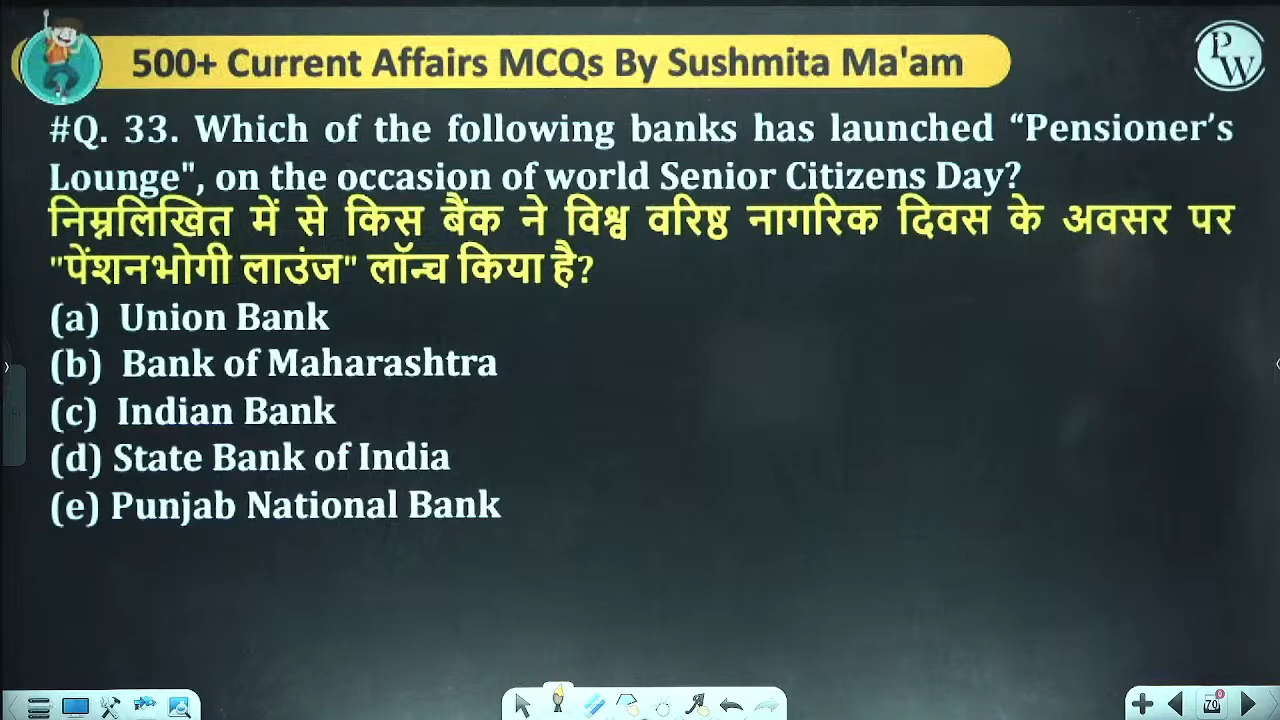 500+ Current Affairs MCQs By Sushmita Ma'am
PW
#Q. 33. Which of the following banks has launched “Pensioner’s
Lounge", on the occasion of world Senior Citizens Day?
निम्नलिखित में से किस बैंक ने विश्व वरिष्ठ नागरिक दिवस के अवसर पर
"पेंशनभोगी लाउंज" लॉन्च किया है?
(a) Union Bank
(b) Bank of Maharashtra
(c) Indian Bank
(d) State Bank of India
(e) Punjab National Bank
70